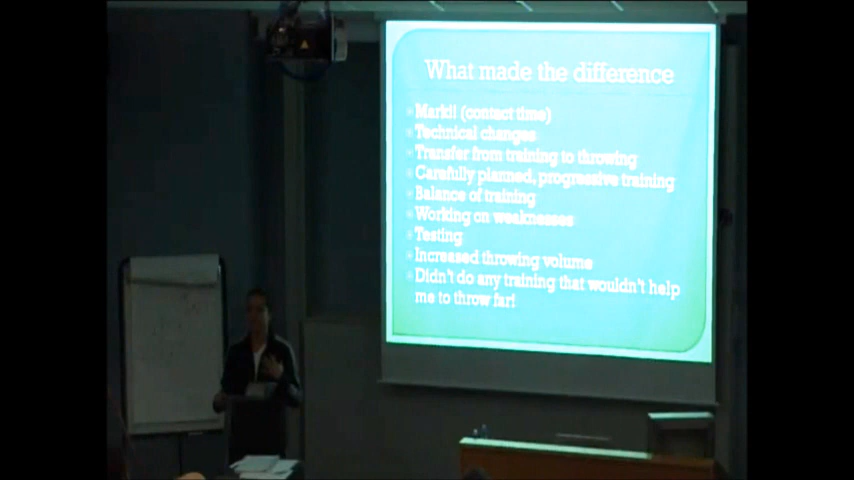 What made the difference
Mark!! (contact time)
Technical changes
Transfer from training to throwing
Carefully planned, progressive training
Balance of training
Working on weaknesses
Testing
Increased throwing volume
Didn't do any training that wouldn't help
me to throw far!